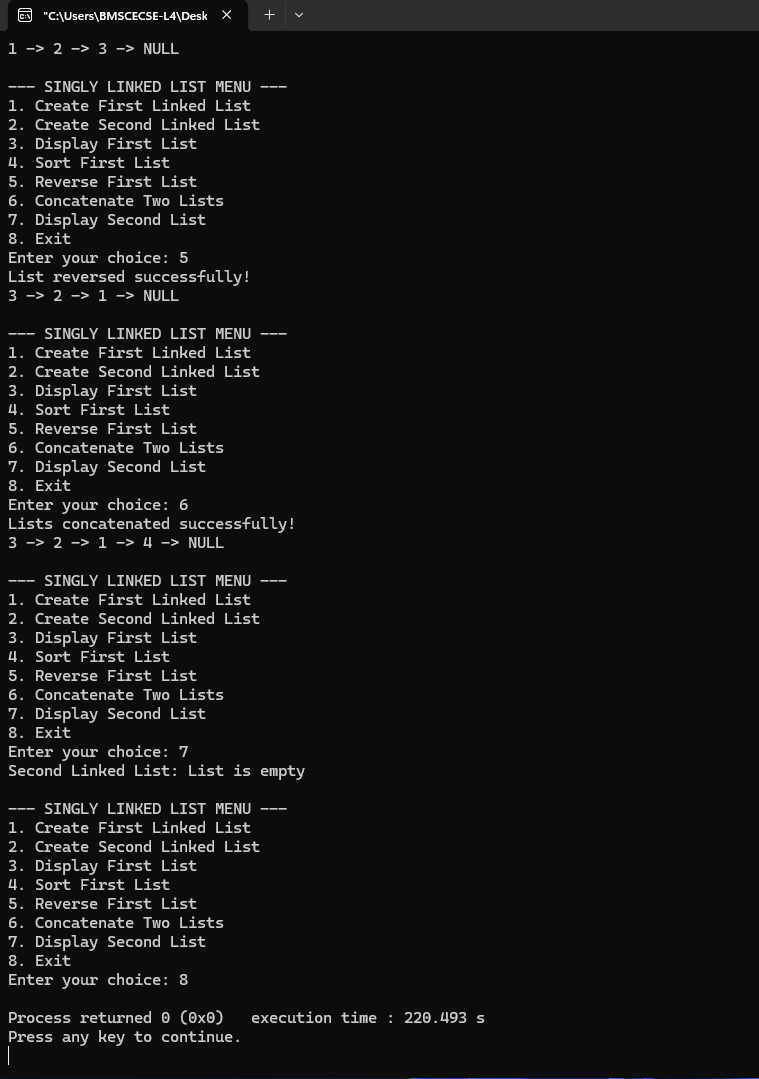 "C:\Users\BMSCECSE-L4\Desk
1 -> 2 -> 3 -> NULL
--- SINGLY LINKED LIST MENU ---
1. Create First Linked List
2. Create Second Linked List
3. Display First List
4. Sort First List
5. Reverse First List
6. Concatenate Two Lists
7. Display Second List
8. Exit
Enter your choice: 5
List reversed successfully!
3 -> 2 -> 1 -> NULL
--- SINGLY LINKED LIST MENU ---
1. Create First Linked List
2. Create Second Linked List
3. Display First List
4. Sort First List
5. Reverse First List
6. Concatenate Two Lists
7. Display Second List
8. Exit
Enter your choice: 6
Lists concatenated successfully!
3 -> 2 -> 1 -> 4 -> NULL
--- SINGLY LINKED LIST MENU ---
1. Create First Linked List
2. Create Second Linked List
3. Display First List
4. Sort First List
5. Reverse First List
6. Concatenate Two Lists
7. Display Second List
8. Exit
Enter your choice: 7
Second Linked List: List is empty
--- SINGLY LINKED LIST MENU ---
1. Create First Linked List
2. Create Second Linked List
3. Display First List
4. Sort First List
5. Reverse First List
6. Concatenate Two Lists
7. Display Second List
8. Exit
Enter your choice: 8
Process returned 0 (0x0)   execution time : 220.493 s
Press any key to continue.